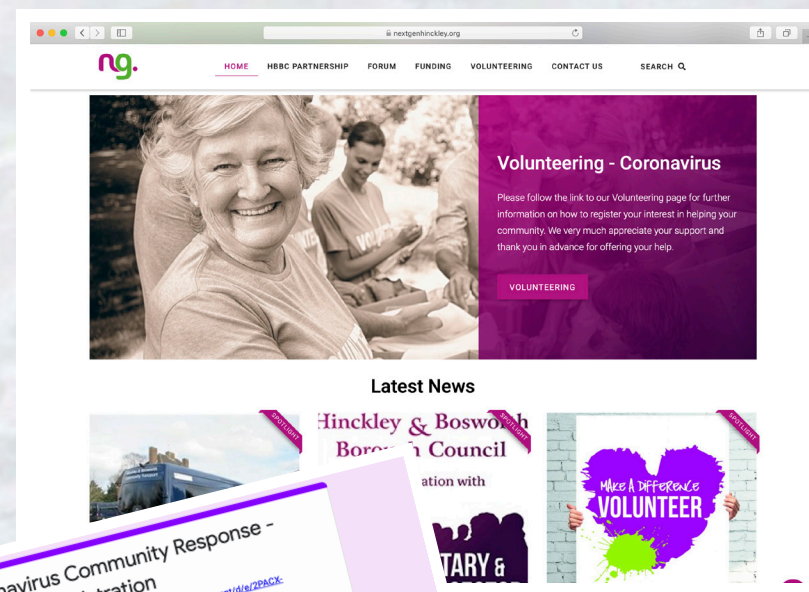 nextgenhinckley.org
ng.
HOME HBBC PARTNERSHIP FORUM FUNDING VOLUNTEERING CONTACT US SEARCH
Volunteering - Coronavirus
Please follow the link to our Volunteering page for further
information on how to register your interest in helping your
community. We very much appreciate your support and
thank you in advance for offering your help.
VOLUNTEERING
Latest News
SPOTLIGHT
SPOTLIGHT
SPOTLIGHT
Hinckley & Bosworth
Borough Council
ation with
TARY &
MAKE A DIFFERENCE
VOLUNTEER
navirus Community Response -
tration
/d/e/2PACX-